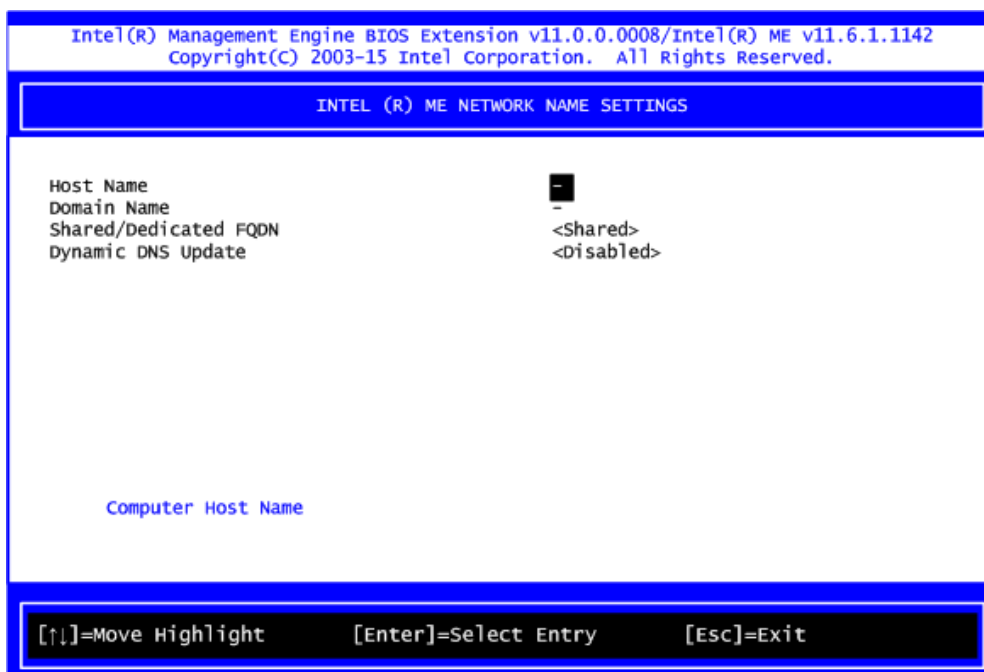 Intel(R) Management Engine BIOS Extension v11.0.0.0008/Intel(R) ME v11.6.1.1142
Copyright(C) 2003-15 Intel Corporation. All Rights Reserved.
INTEL (R) ME NETWORK NAME SETTINGS
Host Name -
Domain Name -
Shared/Dedicated FQDN <Shared>
Dynamic DNS Update <Disabled>
Computer Host Name
[↑↓]=Move Highlight [Enter]=Select Entry [Esc]=Exit